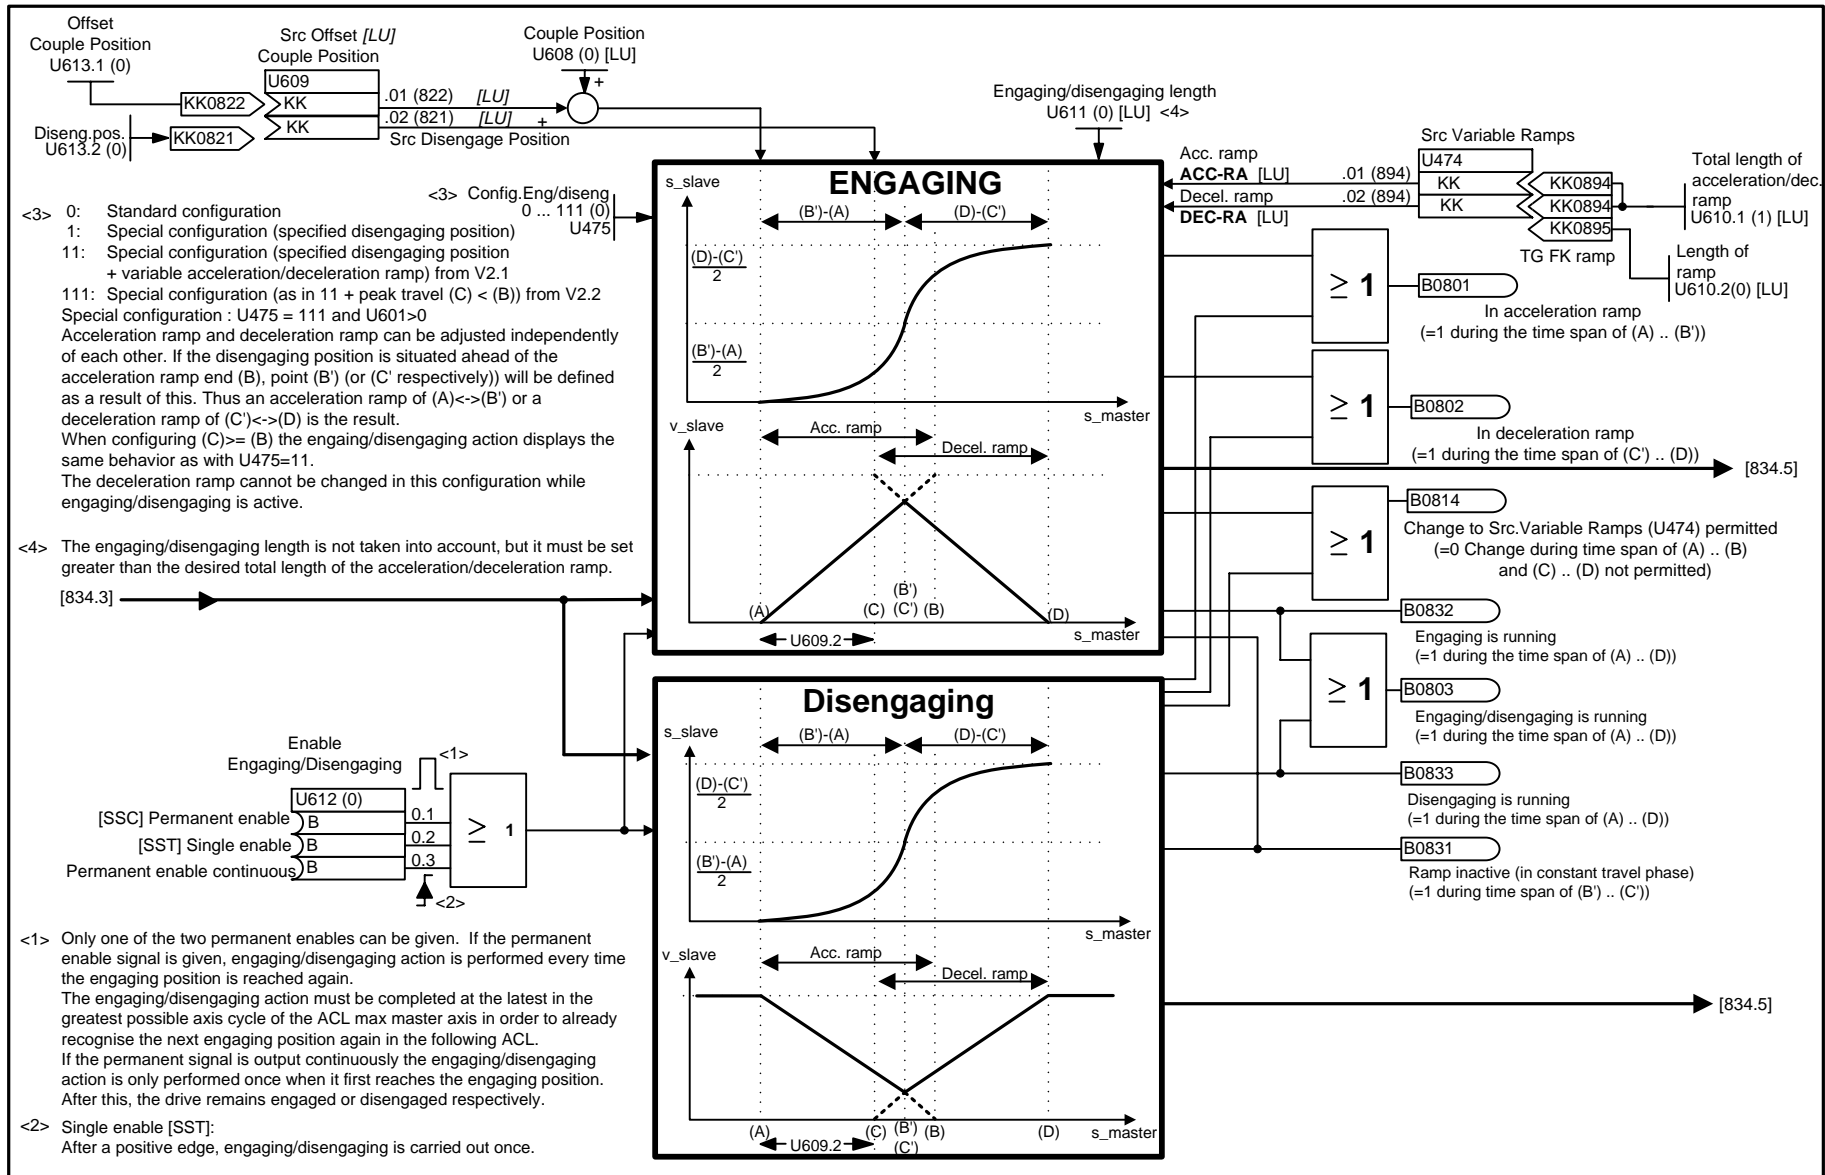 Offset
Couple Position
U613.1 (0)
Src Offset [LU]
Couple Position
U609
KK0822
KK
.01 (822) [LU]
Couple Position
U608 (0) [LU]
+
Diseng.pos.
U613.2 (0)
KK0821
KK
.02 (821) [LU] +
Src Disengage Position
Engaging/disengaging length
U611 (0) [LU] <4>
Src Variable Ramps
U474
Acc. ramp
ACC-RA [LU]
.01 (894)
KK
KK0894
Decel. ramp
DEC-RA [LU]
.02 (894)
KK
KK0894
KK0895
TG FK ramp
Total length of
acceleration/dec.
ramp
U610.1 (1) [LU]
Length of
ramp
U610.2(0) [LU]
<3> Config.Eng/diseng
0 ... 111 (0)
U475
<3> 0: Standard configuration
1: Special configuration (specified disengaging position)
11: Special configuration (specified disengaging position
+ variable acceleration/deceleration ramp) from V2.1
111: Special configuration (as in 11 + peak travel (C) < (B)) from V2.2
Special configuration : U475 = 111 and U601>0
Acceleration ramp and deceleration ramp can be adjusted independently
of each other. If the disengaging position is situated ahead of the
acceleration ramp end (B), point (B') (or (C' respectively)) will be defined
as a result of this. Thus an acceleration ramp of (A)<->(B') or a
deceleration ramp of (C')<->(D) is the result.
When configuring (C)>= (B) the engaing/disengaging action displays the
same behavior as with U475=11.
The deceleration ramp cannot be changed in this configuration while
engaging/disengaging is active.
<4> The engaging/disengaging length is not taken into account, but it must be set
greater than the desired total length of the acceleration/deceleration ramp.
[834.3]
ENGAGING
s_slave
(B')-(A)
(D)-(C')
(D)-(C')
2
(B')-(A)
2
s_master
v_slave
Acc. ramp
Decel. ramp
(A)
(C)
(B')
(C')
(B)
(D)
s_master
U609.2
≥ 1
B0801
In acceleration ramp
(=1 during the time span of (A) .. (B'))
≥ 1
B0802
In deceleration ramp
(=1 during the time span of (C') .. (D))
[834.5]
≥ 1
B0814
Change to Src.Variable Ramps (U474) permitted
(=0 Change during time span of (A) .. (B)
and (C) .. (D) not permitted)
B0832
Engaging is running
(=1 during the time span of (A) .. (D))
≥ 1
B0803
Engaging/disengaging is running
(=1 during the time span of (A) .. (D))
B0833
Disengaging is running
(=1 during the time span of (A) .. (D))
B0831
Ramp inactive (in constant travel phase)
(=1 during time span of (B') .. (C'))
Disengaging
s_slave
(B')-(A)
(D)-(C')
(D)-(C')
2
(B')-(A)
2
s_master
v_slave
Acc. ramp
Decel. ramp
(A)
(C)
(B')
(C')
(B)
(D)
s_master
U609.2
[834.5]
Enable
Engaging/Disengaging
<1>
U612 (0)
[SSC] Permanent enable
B
0.1
[SST] Single enable
B
0.2
Permanent enable continuous
B
0.3
≥ 1
<2>
<1> Only one of the two permanent enables can be given. If the permanent
enable signal is given, engaging/disengaging action is performed every time
the engaging position is reached again.
The engaging/disengaging action must be completed at the latest in the
greatest possible axis cycle of the ACL max master axis in order to already
recognise the next engaging position again in the following ACL.
If the permanent signal is output continuously the engaging/disengaging
action is only performed once when it first reaches the engaging position.
After this, the drive remains engaged or disengaged respectively.
<2> Single enable [SST]:
After a positive edge, engaging/disengaging is carried out once.